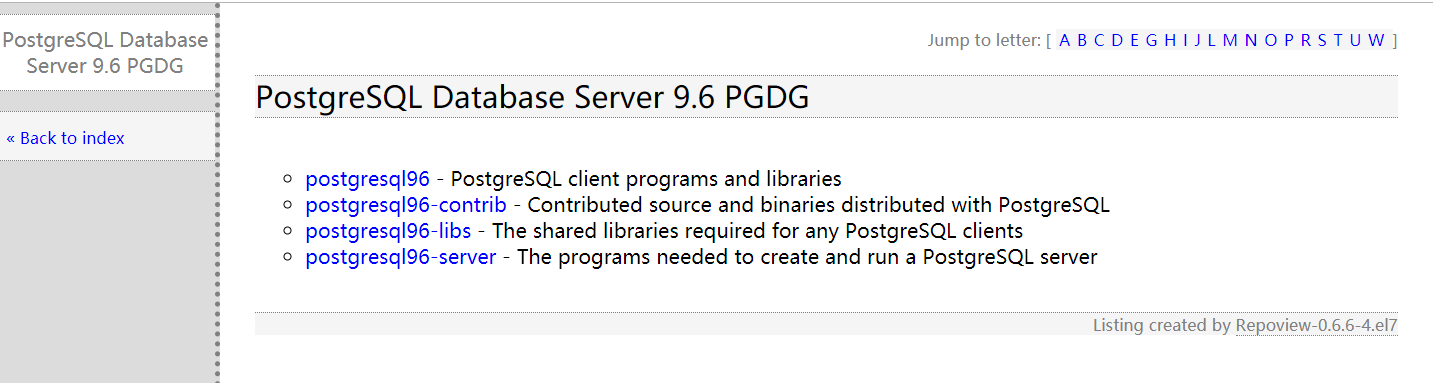 PostgreSQL Database
Server 9.6 PGDG
« Back to index
Jump to letter: [ A B C D E G H I J L M N O P R S T U W ]
PostgreSQL Database Server 9.6 PGDG
postgresql96 - PostgreSQL client programs and libraries
postgresql96-contrib - Contributed source and binaries distributed with PostgreSQL
postgresql96-libs - The shared libraries required for any PostgreSQL clients
postgresql96-server - The programs needed to create and run a PostgreSQL server
Listing created by Repoview-0.6.6-4.el7